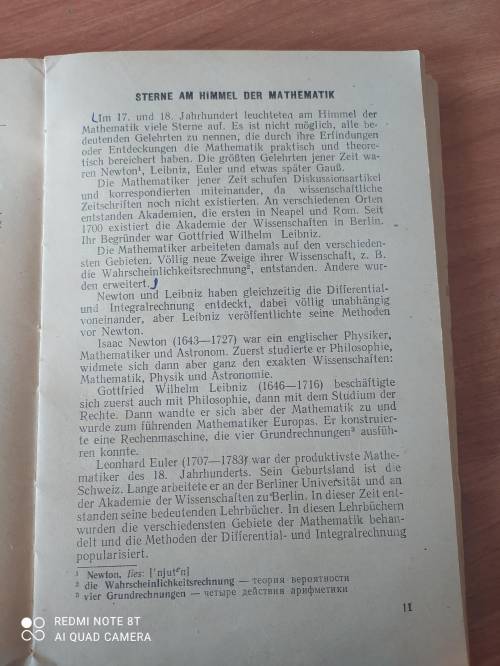 STERNE AM HIMMEL DER MATHEMATIK
Im 17. und 18. Jahrhundert leuchteten am Himmel der
Mathematik viele Sterne auf. Es ist nicht möglich, alle be-
deutenden Gelehrten zu nennen, die durch ihre Erfindungen
oder Entdeckungen die Mathematik praktisch und theore-
tisch bereichert haben. Die größten Gelehrten jener Zeit wa-
ren Newton¹, Leibniz, Euler und etwas später Gauß.
Die Mathematiker jener Zeit schufen Diskussionsartikel
und korrespondierten miteinander, da wissenschaftliche
Zeitschriften noch nicht existierten. An verschiedenen Orten
entstanden Akademien, die ersten in Neapel und Rom. Seit
1700 existiert die Akademie der Wissenschaften in Berlin.
Ihr Begründer war Gottfried Wilhelm Leibniz.
Die Mathematiker arbeiteten damals auf den verschieden-
sten Gebieten. Völlig neue Zweige ihrer Wissenschaft, z. B.
die Wahrscheinlichkeitsrechnung², entstanden. Andere wur-
den erweitert.
Newton und Leibniz haben gleichzeitig die Differential-
und Integralrechnung entdeckt, dabei völlig unabhängig
voneinander, aber Leibniz veröffentlichte seine Methoden
vor Newton.
Isaac Newton (1643—1727) war ein englischer Physiker,
Mathematiker und Astronom. Zuerst studierte er Philosophie,
widmete sich dann aber ganz den exakten Wissenschaften:
Mathematik, Physik und Astronomie.
Gottfried Wilhelm Leibniz (1646—1716) beschäftigte
sich zuerst auch mit Philosophie, dann mit dem Studium der
Rechte. Dann wandte er sich aber der Mathematik zu und
wurde zum führenden Mathematiker Europas. Er konstruier-
te eine Rechenmaschine, die vier Grundrechnungen³ ausfüh-
ren konnte.
Leonhard Euler (1707—1783) war der produktivste Mathe-
matiker des 18. Jahrhunderts. Sein Geburtsland ist die
Schweiz. Lange arbeitete er an der Berliner Universität und an
der Akademie der Wissenschaften zu Berlin. In dieser Zeit ent-
standen seine bedeutenden Lehrbücher. In diesen Lehrbüchern
wurden die verschiedensten Gebiete der Mathematik behan-
delt und die Methoden der Differential- und Integralrechnung
popularisiert.
¹ Newton, lies: ['njutᵊn]
² die Wahrscheinlichkeitsrechnung — теория вероятности
³ vier Grundrechnungen — четыре действия арифметики
11
REDMI NOTE 8T
AI QUAD CAMERA